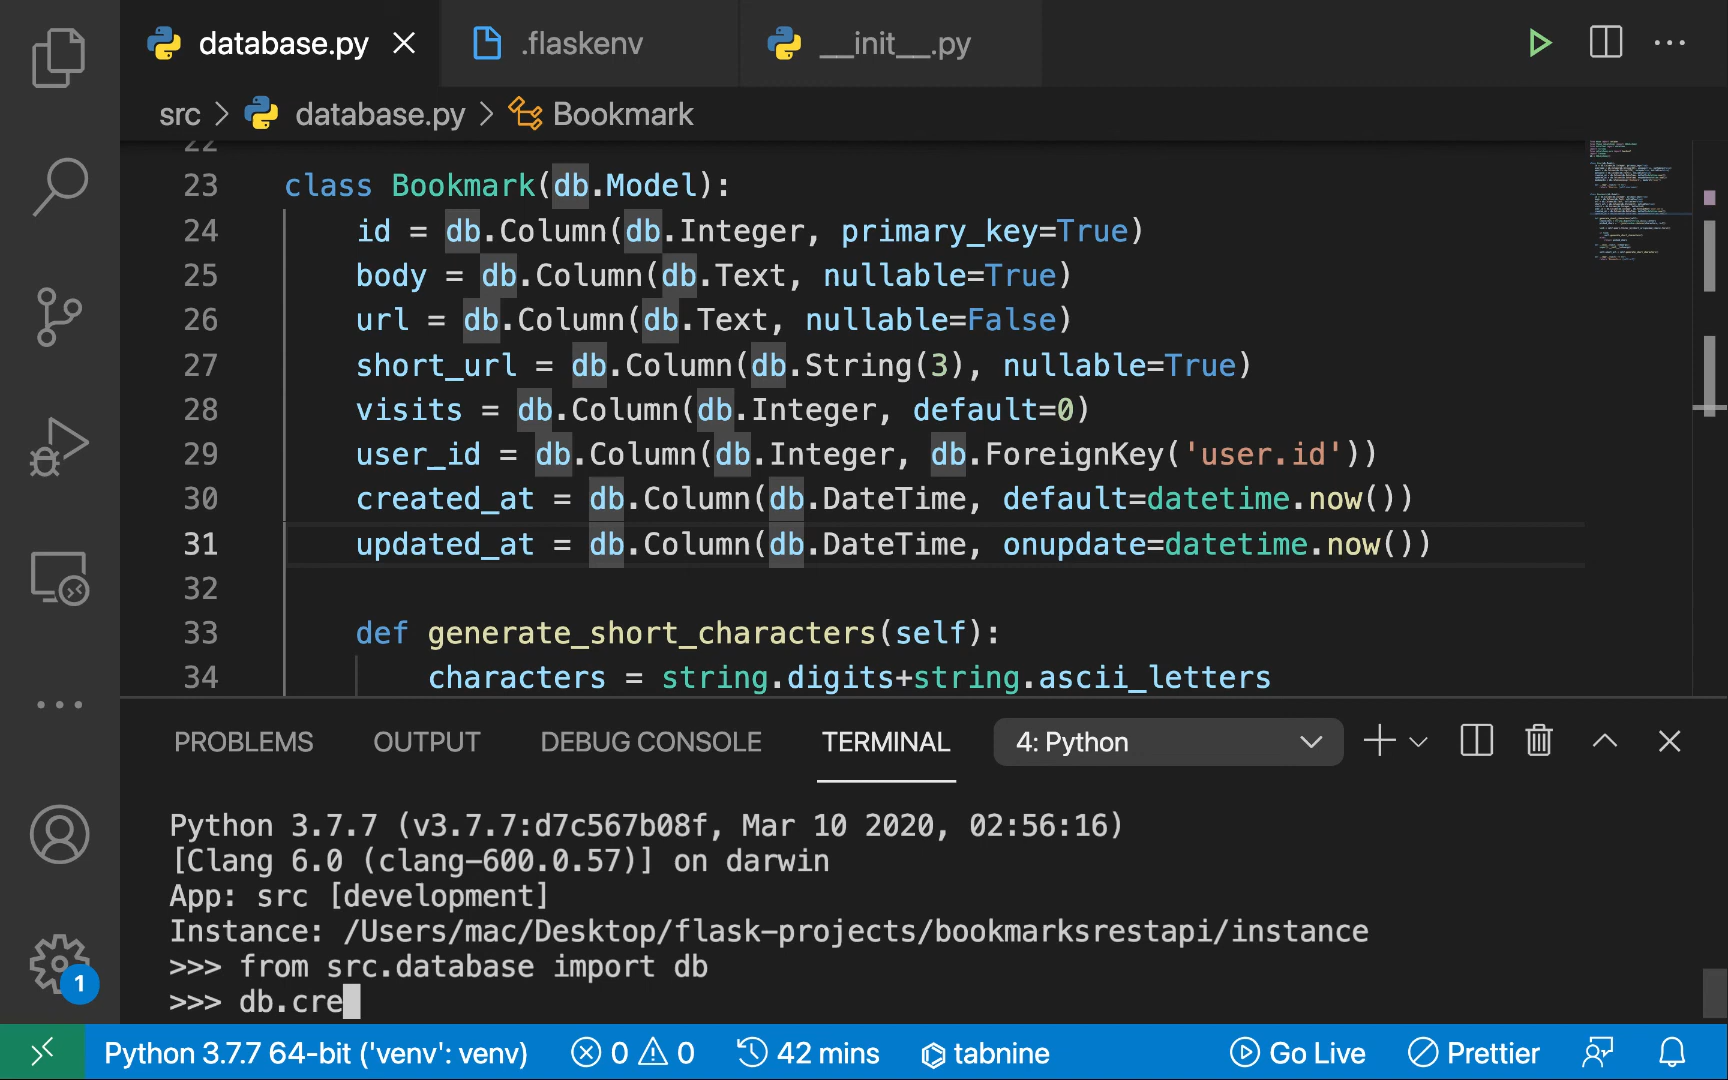 database.py
.flaskenv
__init__.py
src > database.py > Bookmark
22
23 class Bookmark(db.Model):
24 id = db.Column(db.Integer, primary_key=True)
25 body = db.Column(db.Text, nullable=True)
26 url = db.Column(db.Text, nullable=False)
27 short_url = db.Column(db.String(3), nullable=True)
28 visits = db.Column(db.Integer, default=0)
29 user_id = db.Column(db.Integer, db.ForeignKey('user.id'))
30 created_at = db.Column(db.DateTime, default=datetime.now())
31 updated_at = db.Column(db.DateTime, onupdate=datetime.now())
32
33 def generate_short_characters(self):
34 characters = string.digits+string.ascii_letters
PROBLEMS OUTPUT DEBUG CONSOLE TERMINAL 4: Python
Python 3.7.7 (v3.7.7:d7c567b08f, Mar 10 2020, 02:56:16)
[Clang 6.0 (clang-600.0.57)] on darwin
App: src [development]
Instance: /Users/mac/Desktop/flask-projects/bookmarksrestapi/instance
>>> from src.database import db
>>> db.cre
1
Python 3.7.7 64-bit ('venv': venv) 0 0 42 mins tabnine Go Live Prettier